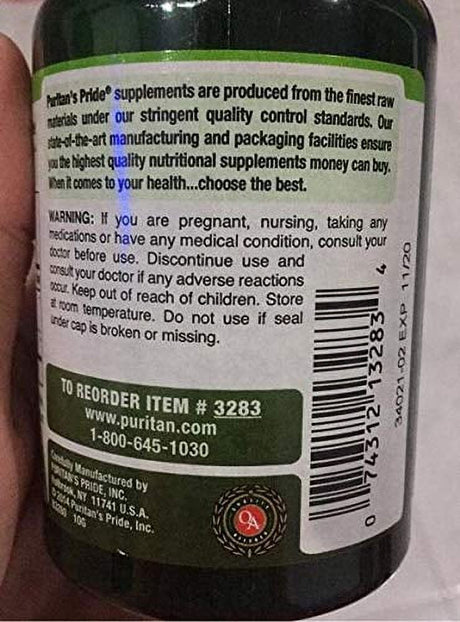 Puritan's Pride® supplements are produced from the finest raw
materials under our stringent quality control standards. Our
state-of-the-art manufacturing and packaging facilities ensure
you the highest quality nutritional supplements money can buy.
When it comes to your health...choose the best.
WARNING: If you are pregnant, nursing, taking any
medications or have any medical condition, consult your
doctor before use. Discontinue use and
consult your doctor if any adverse reactions
occur. Keep out of reach of children. Store
at room temperature. Do not use if seal
under cap is broken or missing.
TO REORDER ITEM # 3283
www.puritan.com
1-800-645-1030
Carefully Manufactured by
PURITAN'S PRIDE, INC.
NY 11741 U.S.A.
Puritan's Pride, Inc.
10G
QA
0 74312 13283 4
34021-02 EXP 11/20